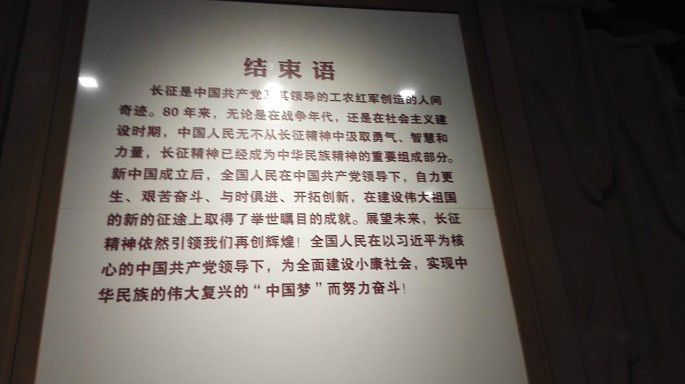 结束语
长征是中国共产党及其领导的工农红军创造的人间
奇迹。80年来，无论是在战争年代，还是在社会主义建
设时期，中国人民无不从长征精神中汲取勇气、智慧和
力量，长征精神已经成为中华民族精神的重要组成部分。
新中国成立后，全国人民在中国共产党领导下，自力更
生、艰苦奋斗、与时俱进、开拓创新，在建设伟大祖国
的新的征途上取得了举世瞩目的成就。展望未来，长征
精神依然引领我们再创辉煌！全国人民在以习近平为核
心的中国共产党领导下，为全面建设小康社会，实现中
华民族的伟大复兴的“中国梦”而努力奋斗！